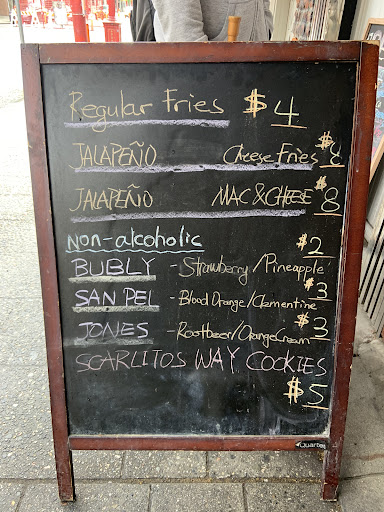 Regular Fries $4
JALAPEÑO Cheese Fries $8
JALAPEÑO MAC & CHEESE $8
Non-alcoholic
BUBLY - Strawberry/Pineapple $2
SAN PEL - Blood Orange/Clementine $3
JONES - Rootbeer/Orange Cream $3
SCARLITOS WAY COOKIES
$5
Quartet